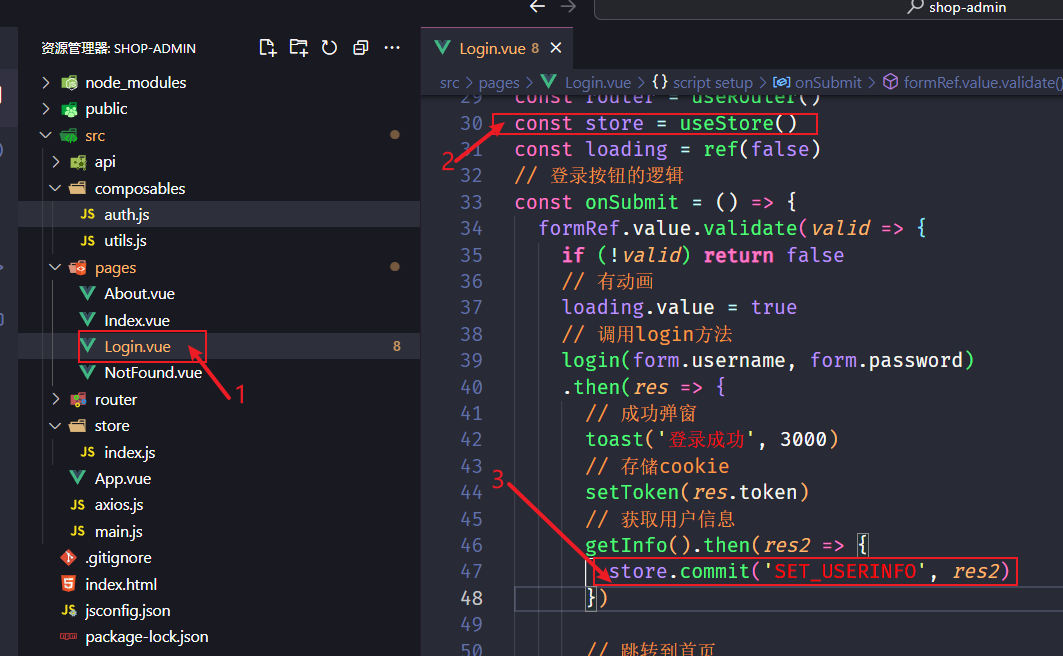 shop-admin
资源管理器: SHOP-ADMIN
node_modules
public
src
api
composables
JS auth.js
JS utils.js
pages
About.vue
Index.vue
Login.vue 8
NotFound.vue
router
store
JS index.js
App.vue
JS axios.js
JS main.js
.gitignore
index.html
JS jsconfig.json
package-lock.json
1
Login.vue 8
src > pages > Login.vue > {} script setup > onSubmit > formRef.value.validate()
29 const router = useRouter()
30 const store = useStore()
2
31 const loading = ref(false)
32 // 登录按钮的逻辑
33 const onSubmit = () => {
34 formRef.value.validate(valid => {
35 if (!valid) return false
36 // 有动画
37 loading.value = true
38 // 调用login方法
39 login(form.username, form.password)
40 .then(res => {
41 // 成功弹窗
42 toast('登录成功', 3000)
43 // 存储cookie
3
44 setToken(res.token)
45 // 获取用户信息
46 getInfo().then(res2 => {
47 store.commit('SET_USERINFO', res2)
48 })
49
50 // 跳转到首页